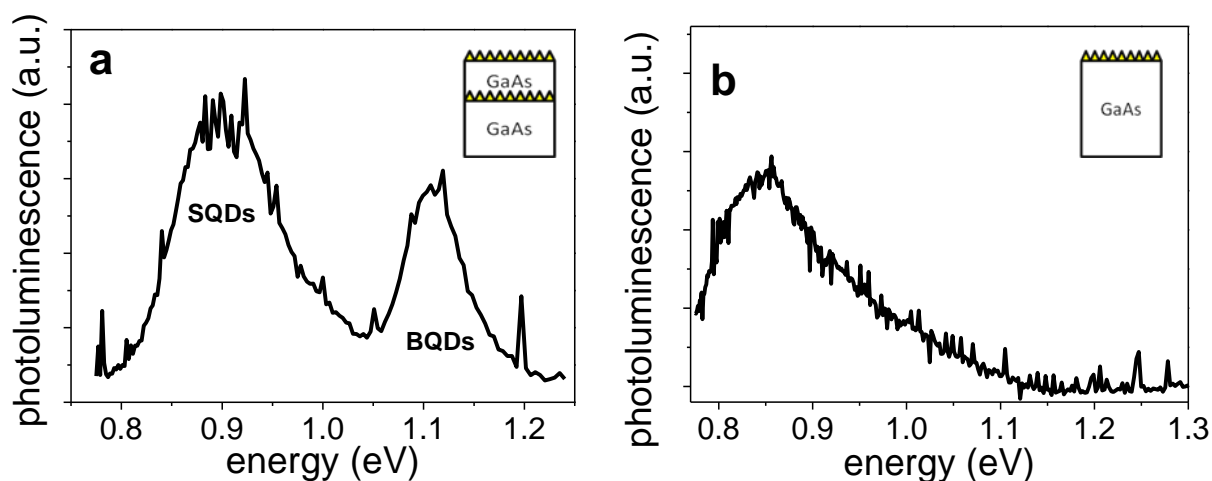 photoluminescence (a.u.)
a
GaAs
GaAs
SQDs
BQDs
0.8 0.9 1.0 1.1 1.2
energy (eV)
photoluminescence (a.u.)
b
GaAs
0.8 0.9 1.0 1.1 1.2 1.3
energy (eV)